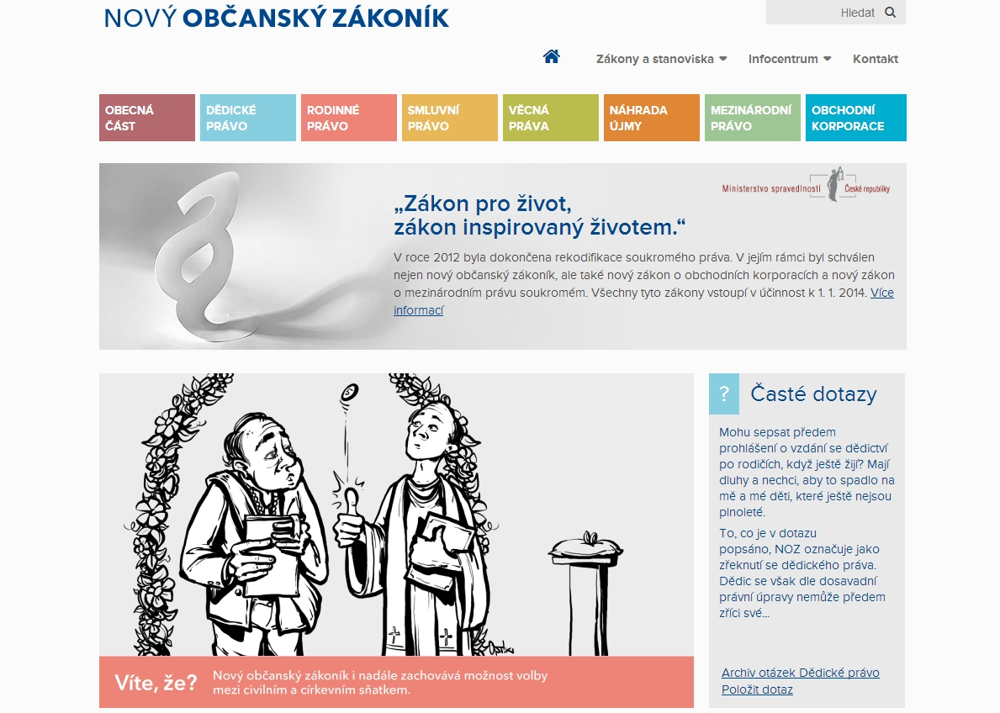 NOVÝ OBČANSKÝ ZÁKONÍK
Hledat
Zákony a stanoviska
Infocentrum
Kontakt
OBECNÁ
ČÁST
DĚDICKÉ
PRÁVO
RODINNÉ
PRÁVO
SMLUVNÍ
PRÁVO
VĚCNÁ
PRÁVA
NÁHRADA
ÚJMY
MEZINÁRODNÍ
PRÁVO
OBCHODNÍ
KORPORACE
Ministerstvo spravedlnosti České republiky
„Zákon pro život,
zákon inspirovaný životem.“
V roce 2012 byla dokončena rekodifikace soukromého práva. V jejím rámci byl schválen
nejen nový občanský zákoník, ale také nový zákon o obchodních korporacích a nový zákon
o mezinárodním právu soukromém. Všechny tyto zákony vstoupí v účinnost k 1. 1. 2014. Více
informací
Víte, že?
Nový občanský zákoník i nadále zachovává možnost volby
mezi civilním a církevním sňatkem.
? Časté dotazy
Mohu sepsat předem
prohlášení o vzdání se dědictví
po rodičích, když ještě žijí? Mají
dluhy a nechci, aby to spadlo na
mě a mé děti, které ještě nejsou
plnoleté.
To, co je v dotazu
popsáno, NOZ označuje jako
zřeknutí se dědického práva.
Dědic se však dle dosavadní
právní úpravy nemůže předem
zříci své...
Archiv otázek Dědické právo
Položit dotaz